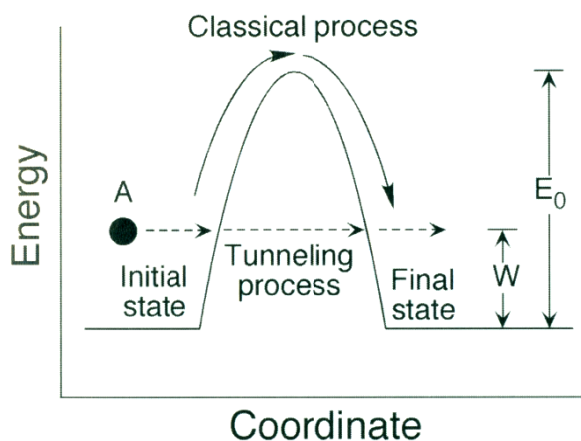 Classical process
Energy
A
Initial
state
Tunneling
process
Final
state
W
E₀
Coordinate